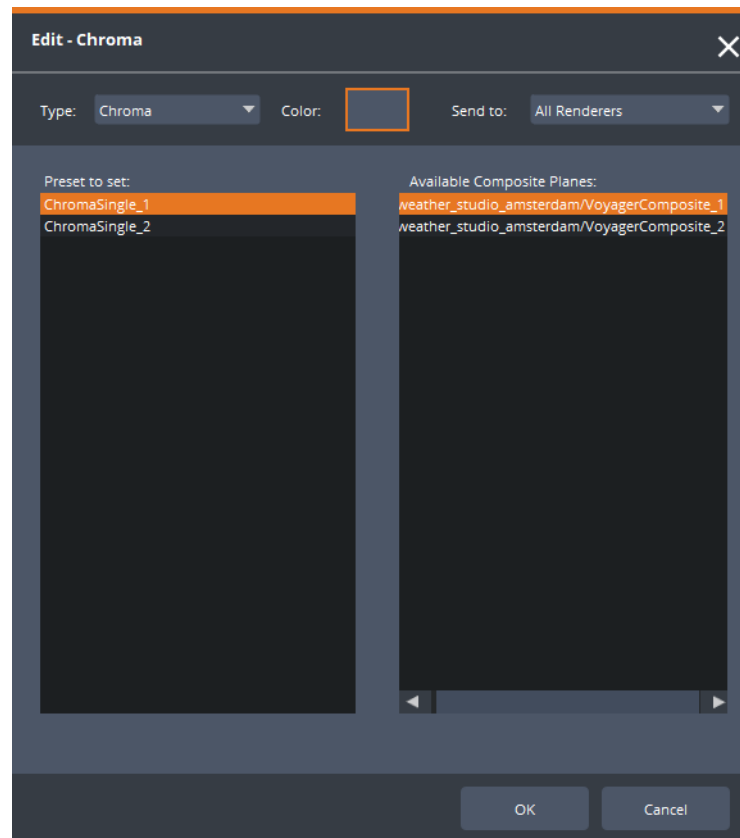 Edit - Chroma
Type: Chroma Color: Send to: All Renderers
Preset to set:
ChromaSingle_1
ChromaSingle_2
Available Composite Planes:
weather_studio_amsterdam/VoyagerComposite_1
weather_studio_amsterdam/VoyagerComposite_2
OK Cancel